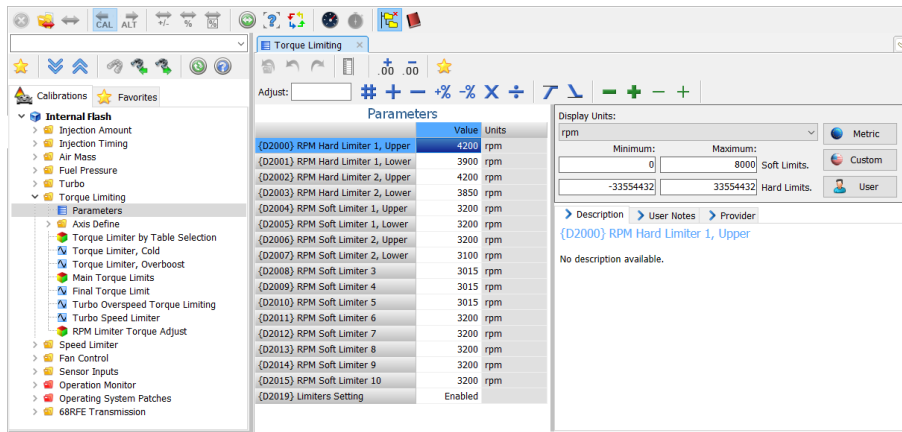 CAL ALT +/- % %
Torque Limiting ×
+ .00 - .00
Adjust: # + - +% -% X ÷
Calibrations Favorites
Internal Flash
Injection Amount
Injection Timing
Air Mass
Fuel Pressure
Turbo
Torque Limiting
Parameters
Axis Define
Torque Limiter by Table Selection
Torque Limiter, Cold
Torque Limiter, Overboost
Main Torque Limits
Final Torque Limit
Turbo Overspeed Torque Limiting
Turbo Speed Limiter
RPM Limiter Torque Adjust
Speed Limiter
Fan Control
Sensor Inputs
Operation Monitor
Operating System Patches
68RFE Transmission
Parameters
Value Units
{D2000} RPM Hard Limiter 1, Upper 4200 rpm
{D2001} RPM Hard Limiter 1, Lower 3900 rpm
{D2002} RPM Hard Limiter 2, Upper 4200 rpm
{D2003} RPM Hard Limiter 2, Lower 3850 rpm
{D2004} RPM Soft Limiter 1, Upper 3200 rpm
{D2005} RPM Soft Limiter 1, Lower 3200 rpm
{D2006} RPM Soft Limiter 2, Upper 3200 rpm
{D2007} RPM Soft Limiter 2, Lower 3100 rpm
{D2008} RPM Soft Limiter 3 3015 rpm
{D2009} RPM Soft Limiter 4 3015 rpm
{D2010} RPM Soft Limiter 5 3015 rpm
{D2011} RPM Soft Limiter 6 3200 rpm
{D2012} RPM Soft Limiter 7 3200 rpm
{D2013} RPM Soft Limiter 8 3200 rpm
{D2014} RPM Soft Limiter 9 3200 rpm
{D2015} RPM Soft Limiter 10 3200 rpm
{D2019} Limiters Setting Enabled
Display Units:
rpm Metric
Minimum: Maximum:
0 8000 Soft Limits. Custom
-33554432 33554432 Hard Limits. User
Description User Notes Provider
{D2000} RPM Hard Limiter 1, Upper
No description available.